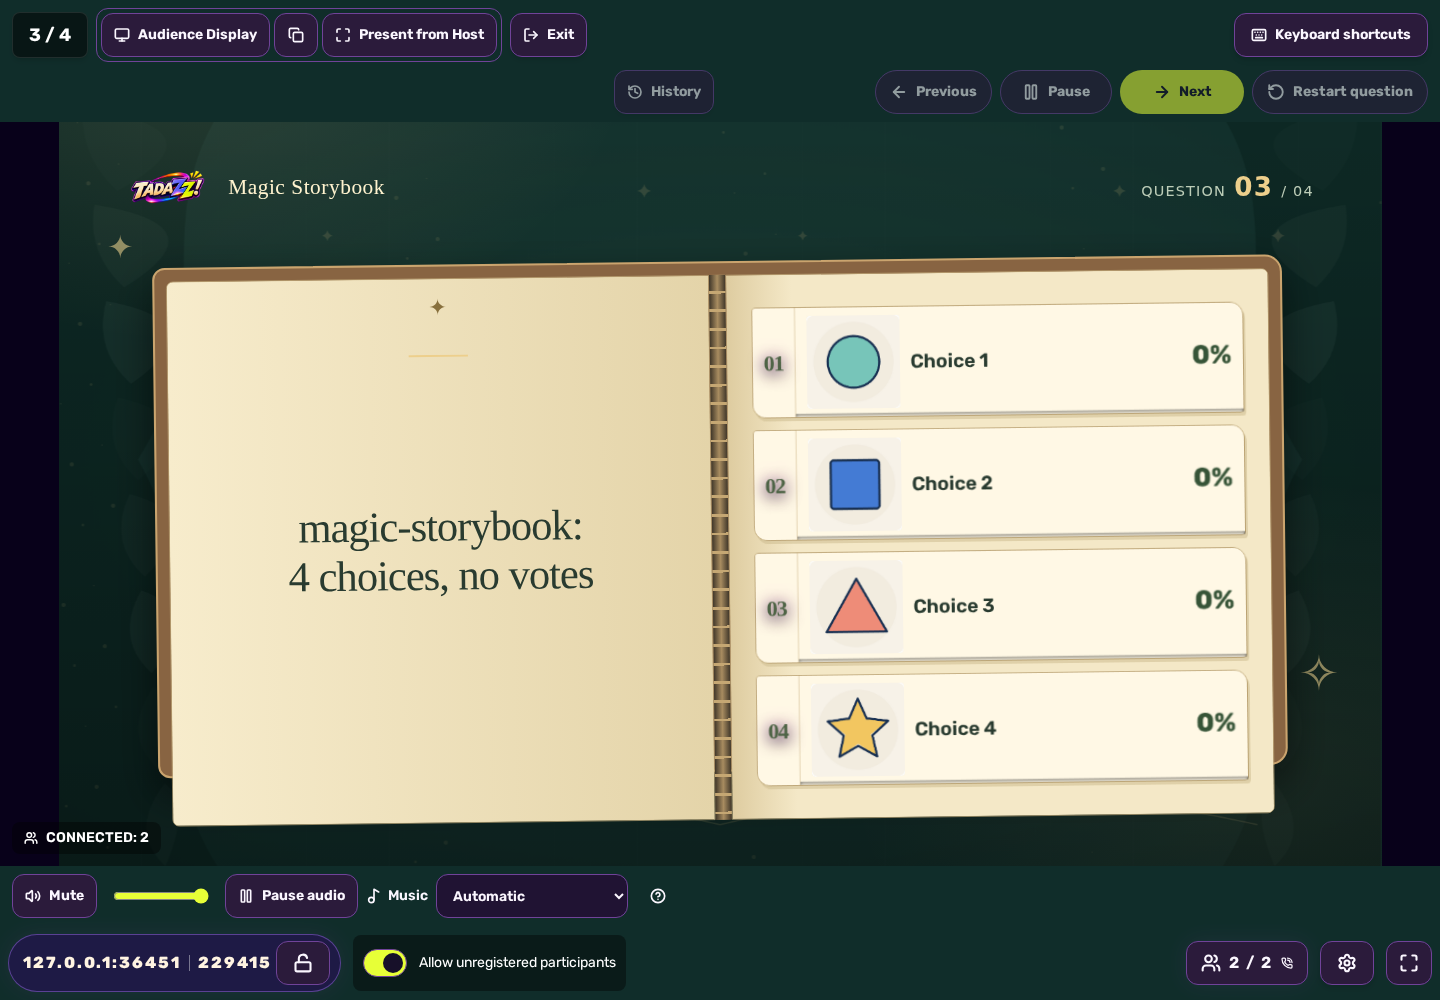 3 / 4
Audience Display
Present from Host
Exit
Keyboard shortcuts
History
Previous
Pause
Next
Restart question
TADAZZ!
Magic Storybook
QUESTION 03 / 04
magic-storybook:
4 choices, no votes
01
Choice 1
0%
02
Choice 2
0%
03
Choice 3
0%
04
Choice 4
0%
CONNECTED: 2
Mute
Pause audio
Music
Automatic
127.0.0.1:36451
229415
Allow unregistered participants
2 / 2